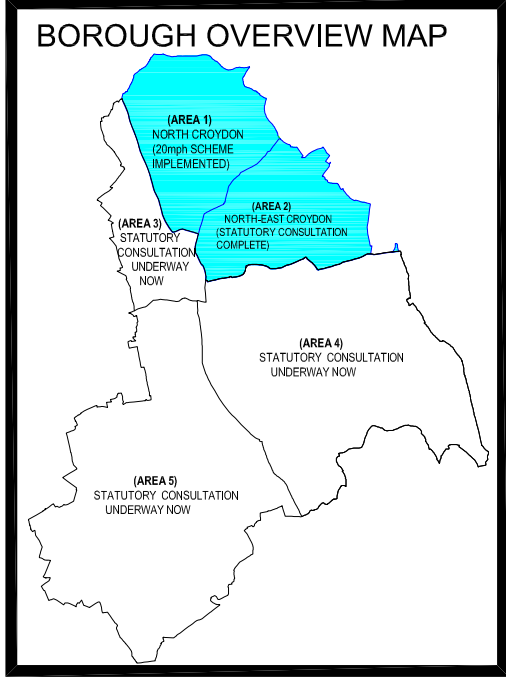 BOROUGH OVERVIEW MAP
(AREA 1)
NORTH CROYDON
(20mph SCHEME
IMPLEMENTED)
(AREA 2)
NORTH-EAST CROYDON
(STATUTORY CONSULTATION
COMPLETE)
(AREA 3)
STATUTORY
CONSULTATION
UNDERWAY
NOW
(AREA 4)
STATUTORY CONSULTATION
UNDERWAY NOW
(AREA 5)
STATUTORY CONSULTATION
UNDERWAY NOW